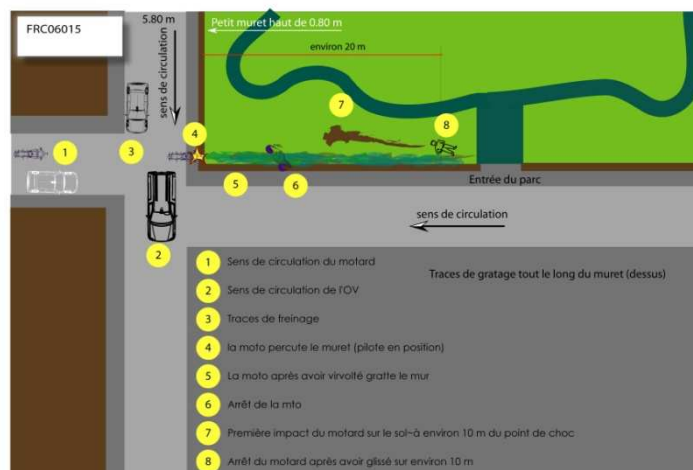 FRC06015
5.80 m
Petit muret haut de 0.80 m
environ 20 m
sens de circulation
7
8
4
1
3
5
6
Entrée du parc
sens de circulation
2
1 Sens de circulation du motard
Traces de gratage tout le long du muret (dessus)
2 Sens de circulation de l'OV
3 Traces de freinage
4 la moto percute le muret (pilote en position)
5 La moto après avoir virvolté gratte le mur
6 Arrêt de la mto
7 Première impact du motard sur le sol~à environ 10 m du point de choc
8 Arrêt du motard après avoir glissé sur environ 10 m